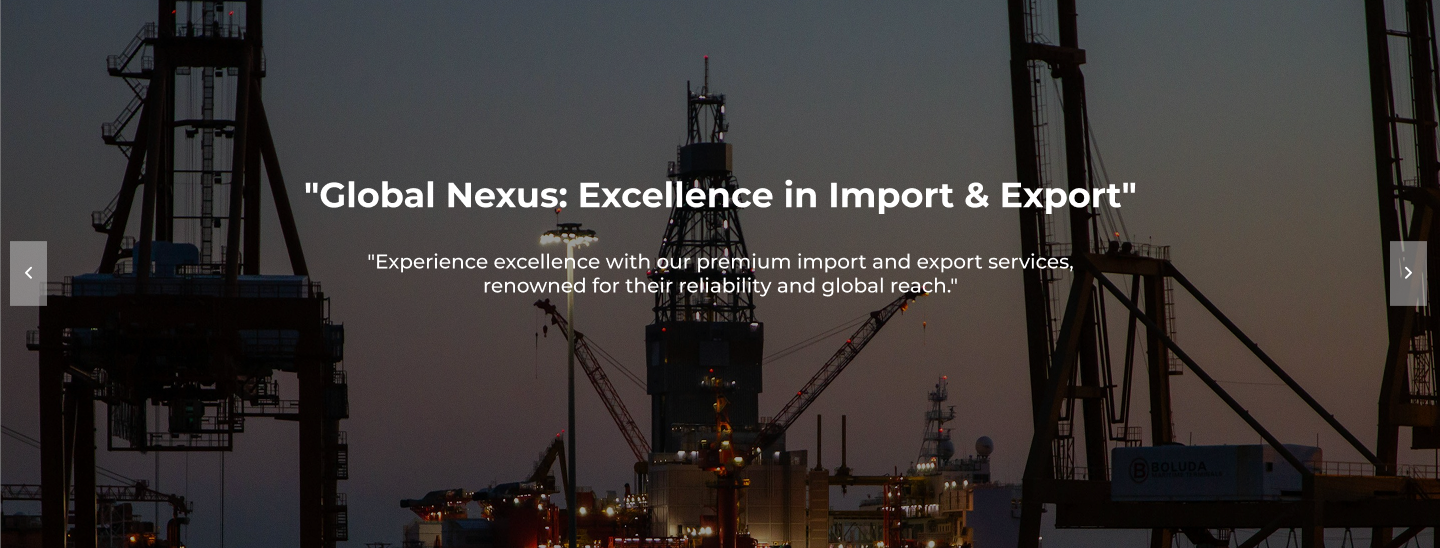 "Global Nexus: Excellence in Import & Export"
"Experience excellence with our premium import and export services,
renowned for their reliability and global reach."
BOLUDA